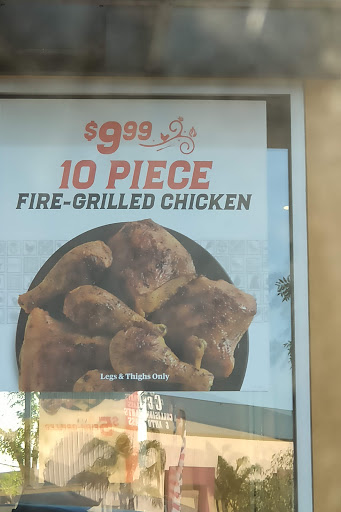 $9.99
10 PIECE
FIRE-GRILLED CHICKEN
Legs & Thighs Only